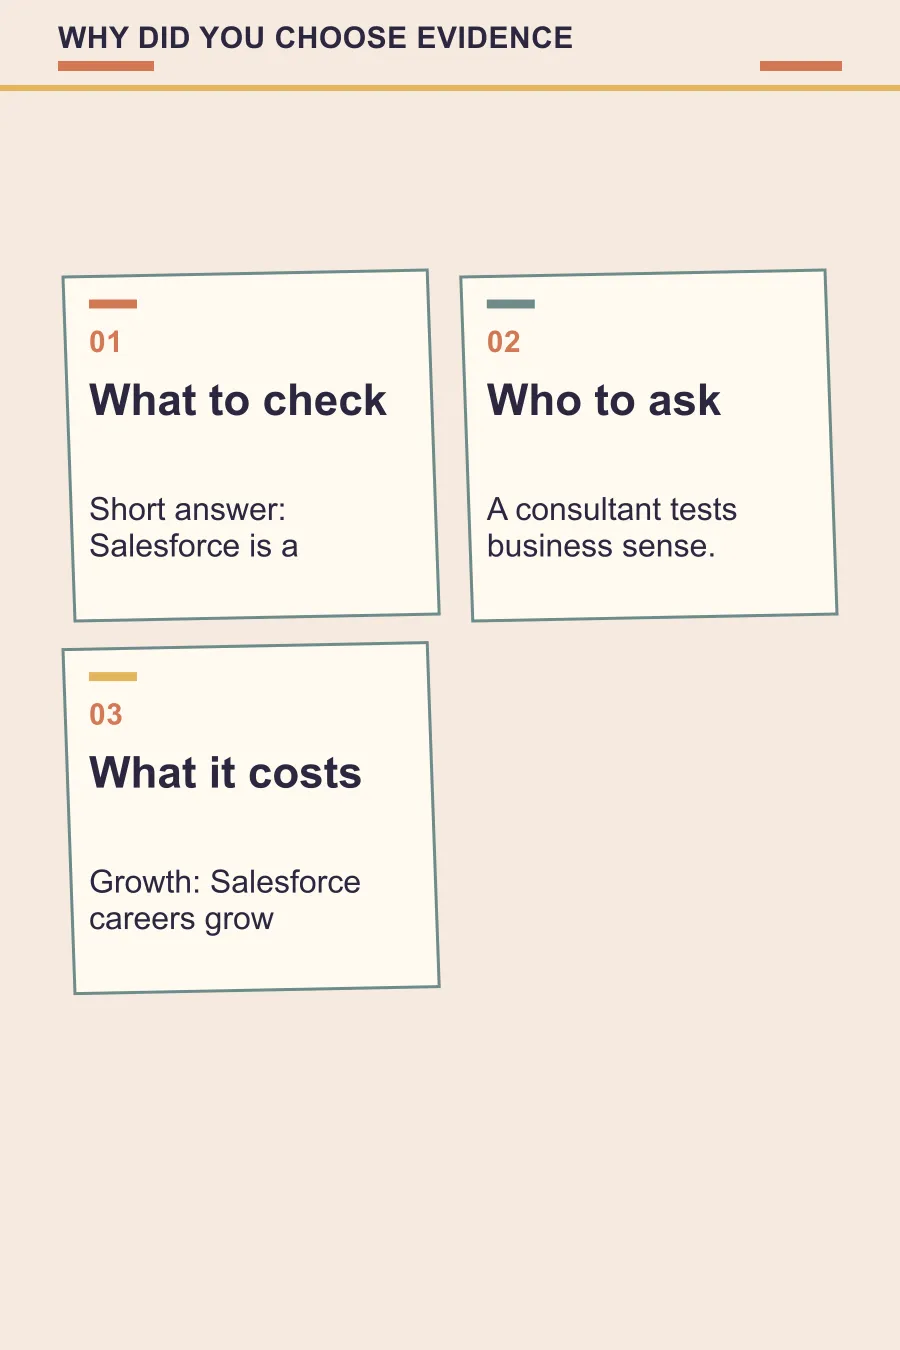 WHY DID YOU CHOOSE EVIDENCE
01
What to check
Short answer:
Salesforce is a
02
Who to ask
A consultant tests
business sense.
03
What it costs
Growth: Salesforce
careers grow